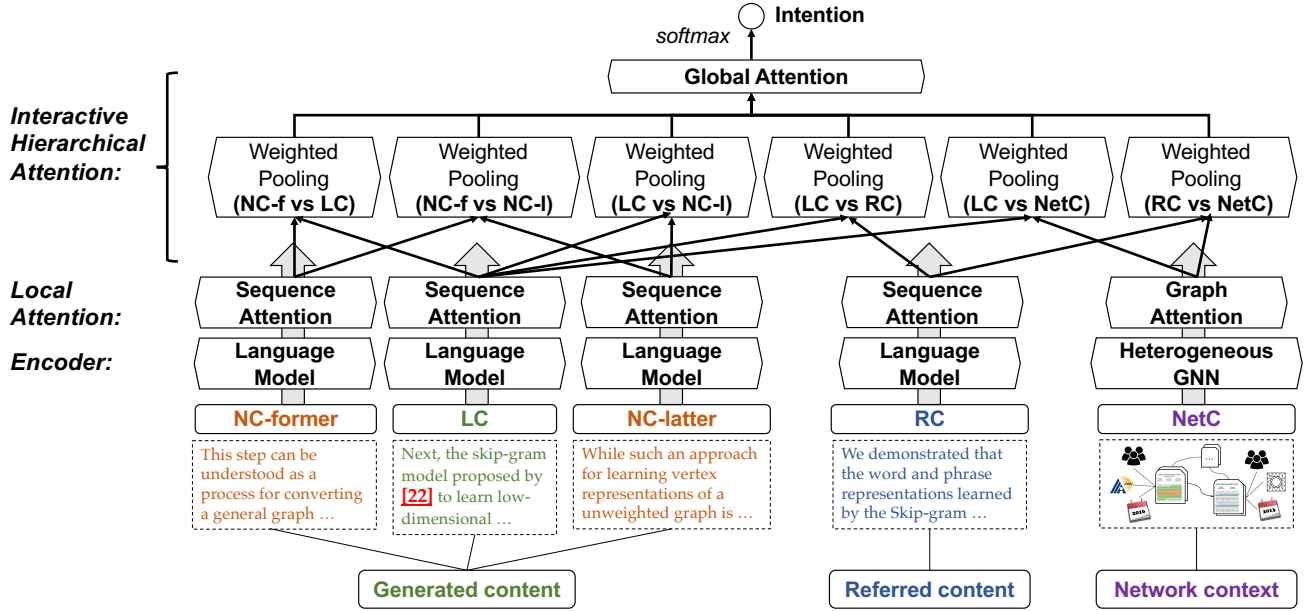 Intention
softmax
Global Attention
Interactive
Hierarchical
Attention:
Weighted
Pooling
(NC-f vs LC)
Weighted
Pooling
(NC-f vs NC-l)
Weighted
Pooling
(LC vs NC-l)
Weighted
Pooling
(LC vs RC)
Weighted
Pooling
(LC vs NetC)
Weighted
Pooling
(RC vs NetC)
Local
Attention:
Sequence
Attention
Sequence
Attention
Sequence
Attention
Sequence
Attention
Graph
Attention
Encoder:
Language
Model
Language
Model
Language
Model
Language
Model
Heterogeneous
GNN
NC-former
LC
NC-latter
RC
NetC
This step can be
understood as a
process for converting
a general graph …
Next, the skip-gram
model proposed by
[22] to learn low-
dimensional …
While such an approach
for learning vertex
representations of a
unweighted graph is …
We demonstrated that
the word and phrase
representations learned
by the Skip-gram …
...
2016
2013
Generated content
Referred content
Network context